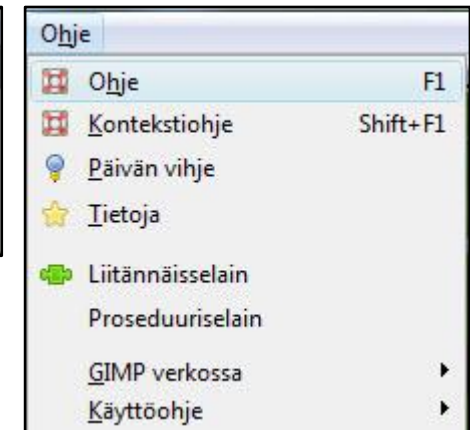 Ohje
Ohje F1
Kontekstiohje Shift+F1
Päivän vihje
Tietoja
Liitännäisselain
Proseduuriselain
GIMP verkossa
Käyttöohje